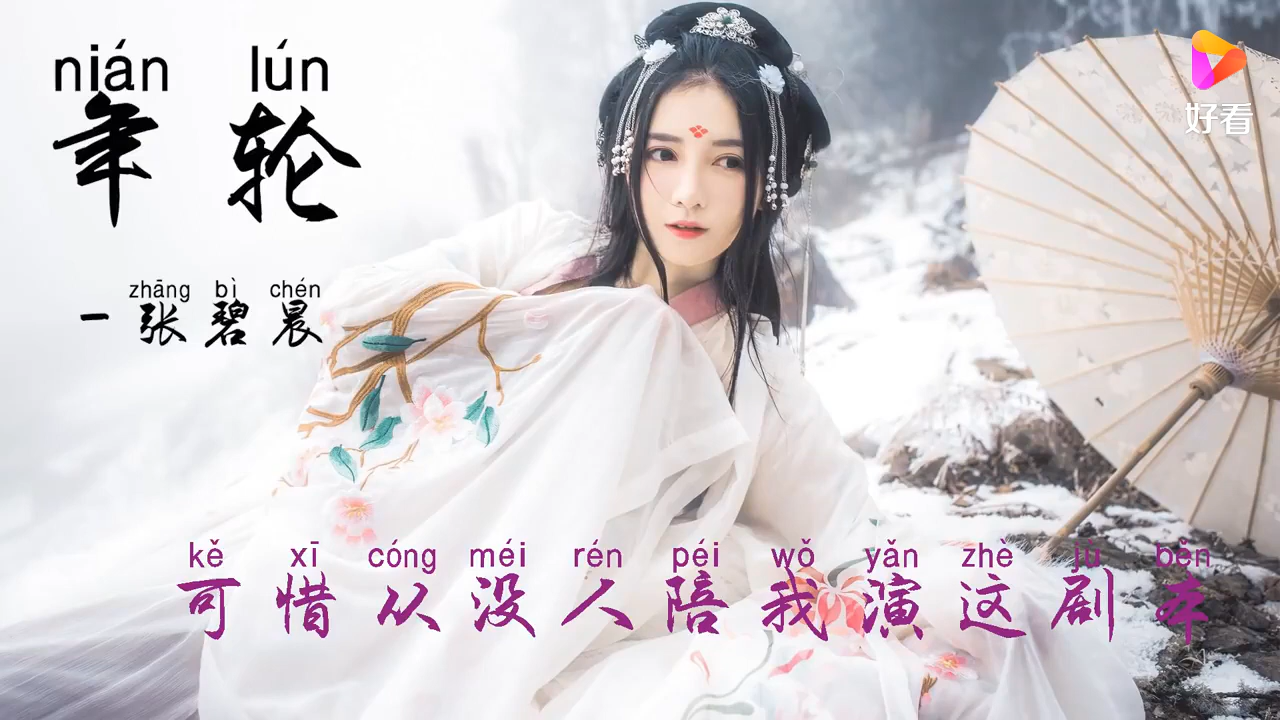 nián lún
年轮
zhāng bì chén
-张碧晨
好看
kě xī cóng méi rén péi wǒ yǎn zhè jù běn
可惜从没人陪我演这剧本